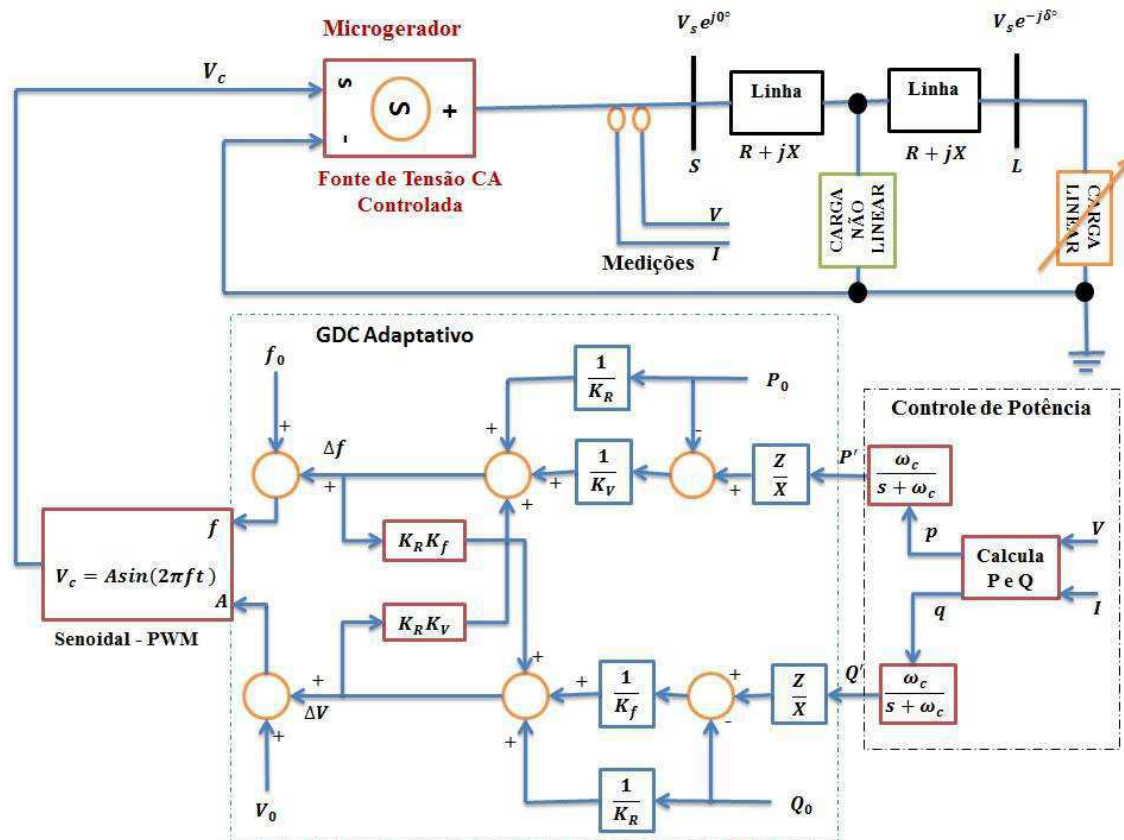 Microgerador
V_c
s
S
+
-
Fonte de Tensão CA
Controlada
V_s e^{j0°}
V_s e^{-jδ°}
Linha
Linha
R + jX
R + jX
S
L
CARGA
NÃO
LINEAR
CARGA
LINEAR
V
I
Medições
GDC Adaptativo
f_0
1/K_R
P_0
Controle de Potência
+
+
-
Δf
+
+
1/K_V
+
Z/X
P'
ω_c/(s + ω_c)
+
f
K_R K_f
p
Calcula
P e Q
V
I
V_c = Asin(2πft)
A
K_R K_V
q
Senoidal - PWM
+
+
ΔV
+
+
1/K_f
+
-
Z/X
Q'
ω_c/(s + ω_c)
+
+
V_0
1/K_R
Q_0